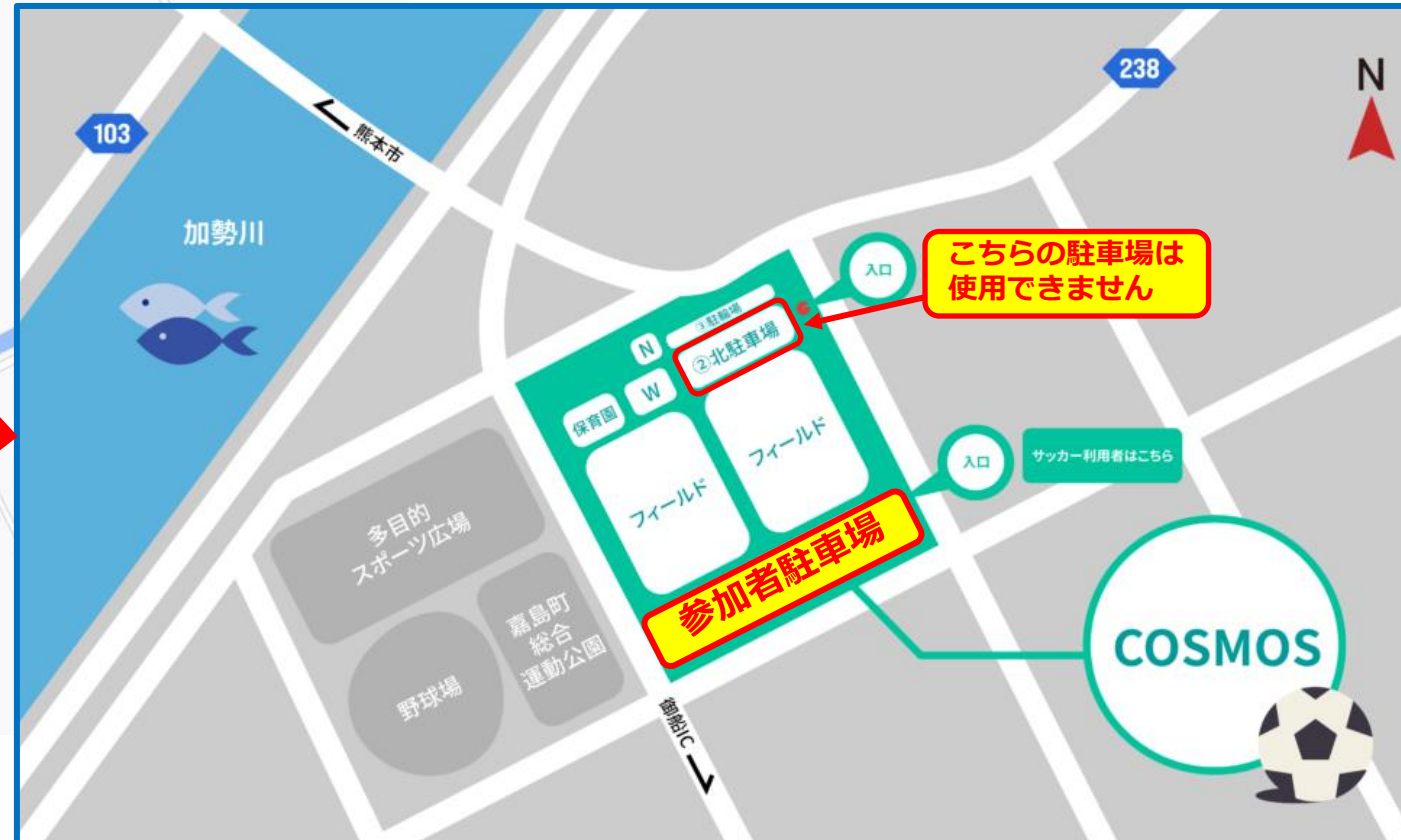 238
N
103
熊本市
加勢川
こちらの駐車場は
使用できません
入口
③駐輪場
N
②北駐車場
W
保育園
フィールド
フィールド
入口
サッカー利用者はこちら
多目的
スポーツ広場
参加者駐車場
嘉島町
総合
運動公園
野球場
COSMOS
御船IC